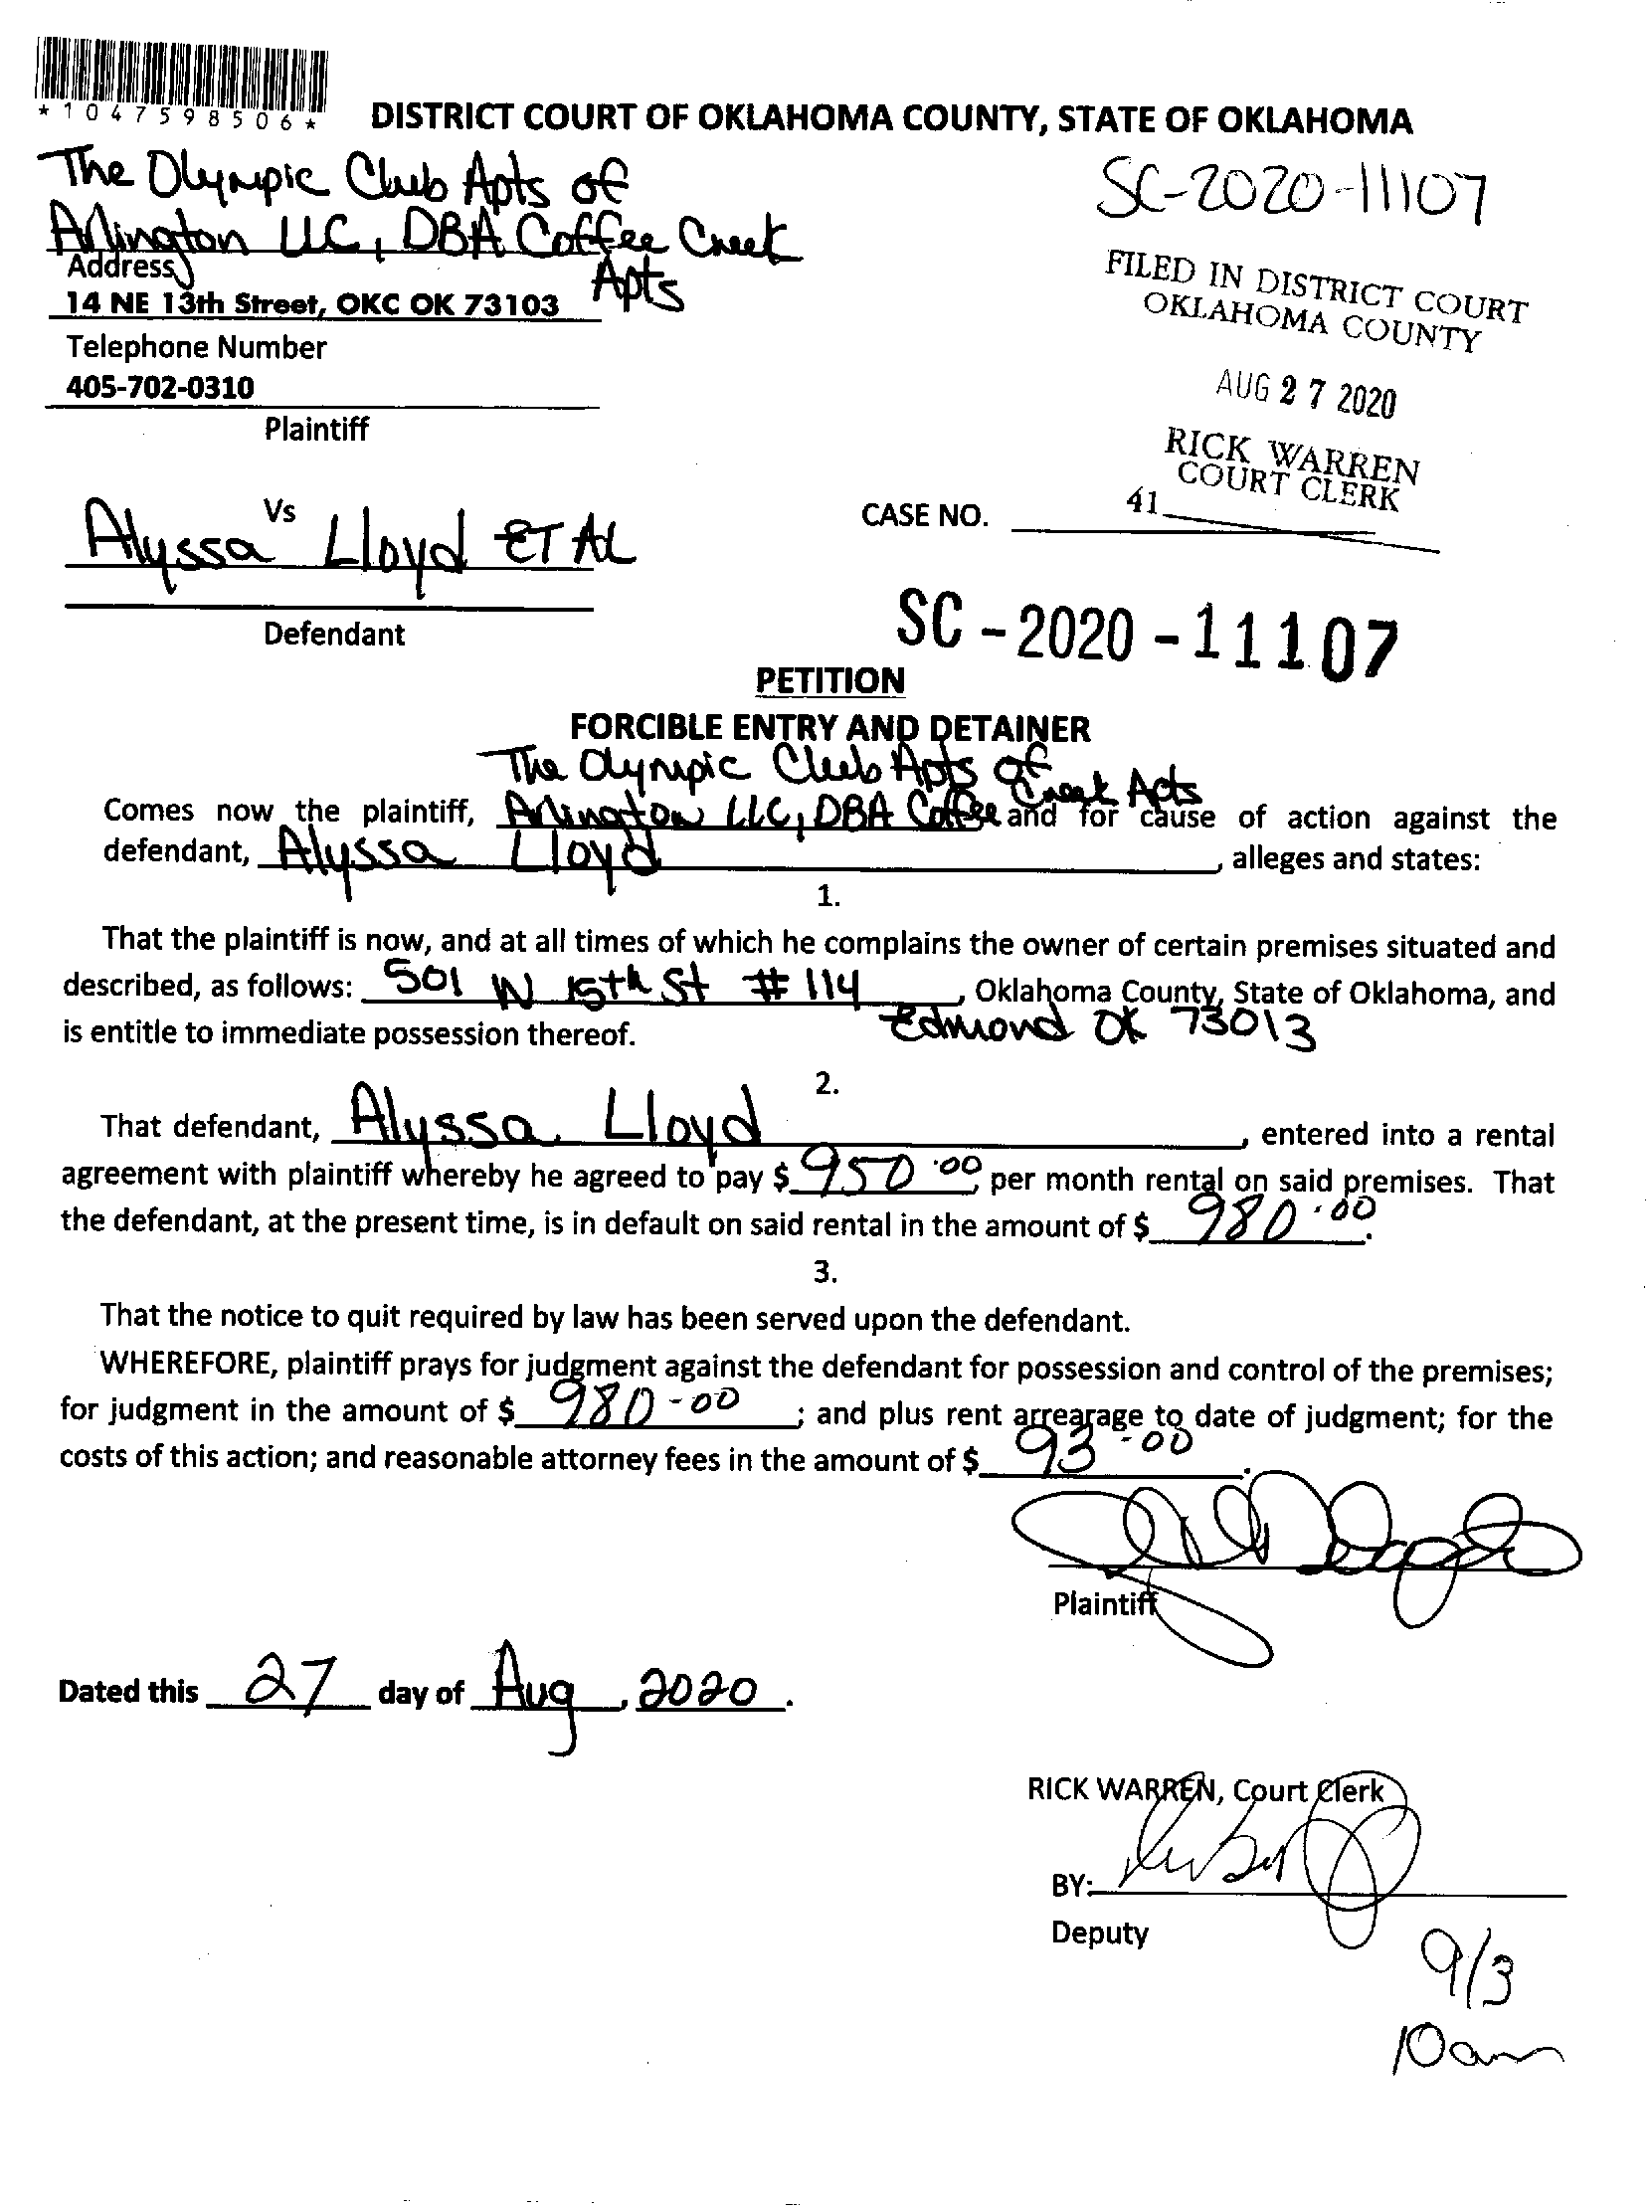 *1047598506*
DISTRICT COURT OF OKLAHOMA COUNTY, STATE OF OKLAHOMA
The Olympic Club Apts of
Arlington LLC, DBA Coffee Creek
Apts
SC-2020-11107
Address
14 NE 13th Street, OKC OK 73103
FILED IN DISTRICT COURT
OKLAHOMA COUNTY
Telephone Number
405-702-0310
AUG 27 2020
Plaintiff
RICK WARREN
COURT CLERK
41
Vs
Alyssa Lloyd ET AL
CASE NO.
Defendant
SC-2020-11107
PETITION
FORCIBLE ENTRY AND DETAINER
The Olympic Club Apts of
Comes now the plaintiff, Arlington LLC, DBA Coffee Creek Apts and for cause of action against the
defendant, Alyssa Lloyd, alleges and states:
1.
That the plaintiff is now, and at all times of which he complains the owner of certain premises situated and
described, as follows: 501 W 15th St # 114, Oklahoma County, State of Oklahoma, and
Edmond OK 73013
is entitle to immediate possession thereof.
2.
That defendant, Alyssa Lloyd, entered into a rental
agreement with plaintiff whereby he agreed to pay $ 950.00, per month rental on said premises. That
the defendant, at the present time, is in default on said rental in the amount of $ 980.00.
3.
That the notice to quit required by law has been served upon the defendant.
WHEREFORE, plaintiff prays for judgment against the defendant for possession and control of the premises;
for judgment in the amount of $ 980-00; and plus rent arrearage to date of judgment; for the
costs of this action; and reasonable attorney fees in the amount of $ 93-00.
Plaintiff
Dated this 27 day of Aug, 2020.
RICK WARREN, Court Clerk
BY:
Deputy
9/3
10am